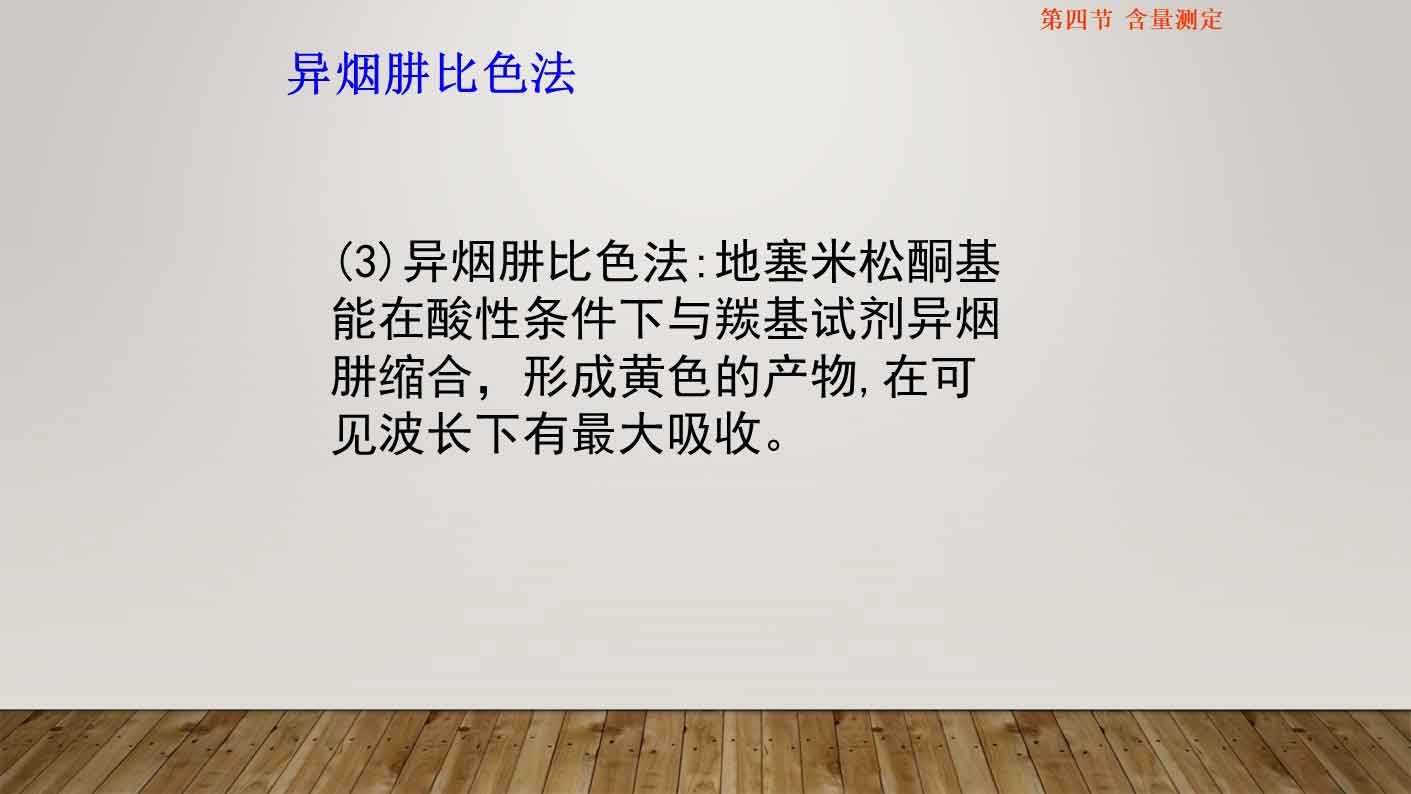 第四节 含量测定
异烟肼比色法
(3)异烟肼比色法:地塞米松酮基
能在酸性条件下与羰基试剂异烟
肼缩合，形成黄色的产物,在可
见波长下有最大吸收。